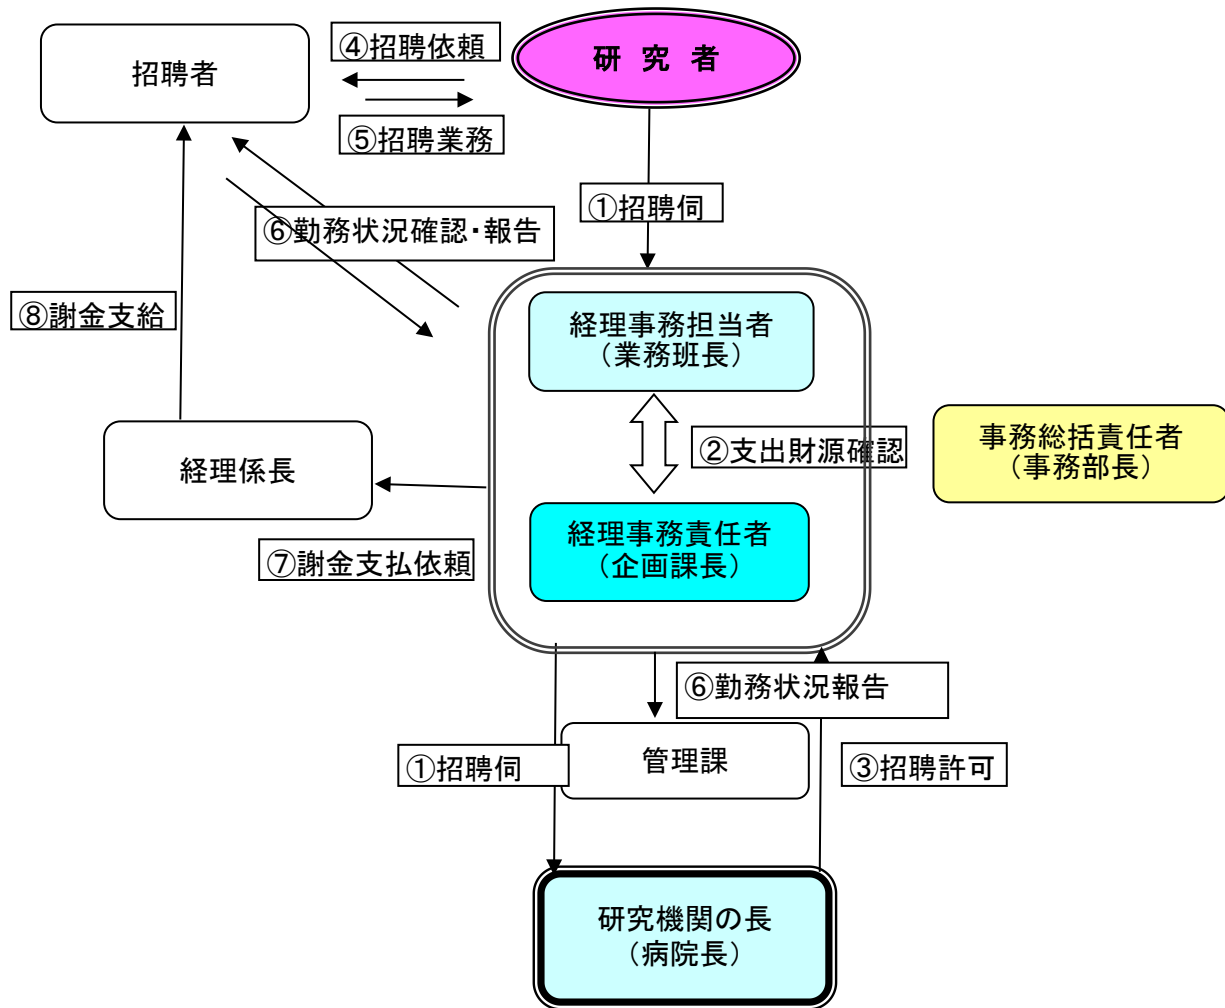 ④招聘依頼
研 究 者
招聘者
⑤招聘業務
①招聘伺
⑥勤務状況確認・報告
⑧謝金支給
経理事務担当者
（業務班長）
②支出財源確認
事務総括責任者
（事務部長）
経理係長
経理事務責任者
（企画課長）
⑦謝金支払依頼
⑥勤務状況報告
①招聘伺
管理課
③招聘許可
研究機関の長
（病院長）